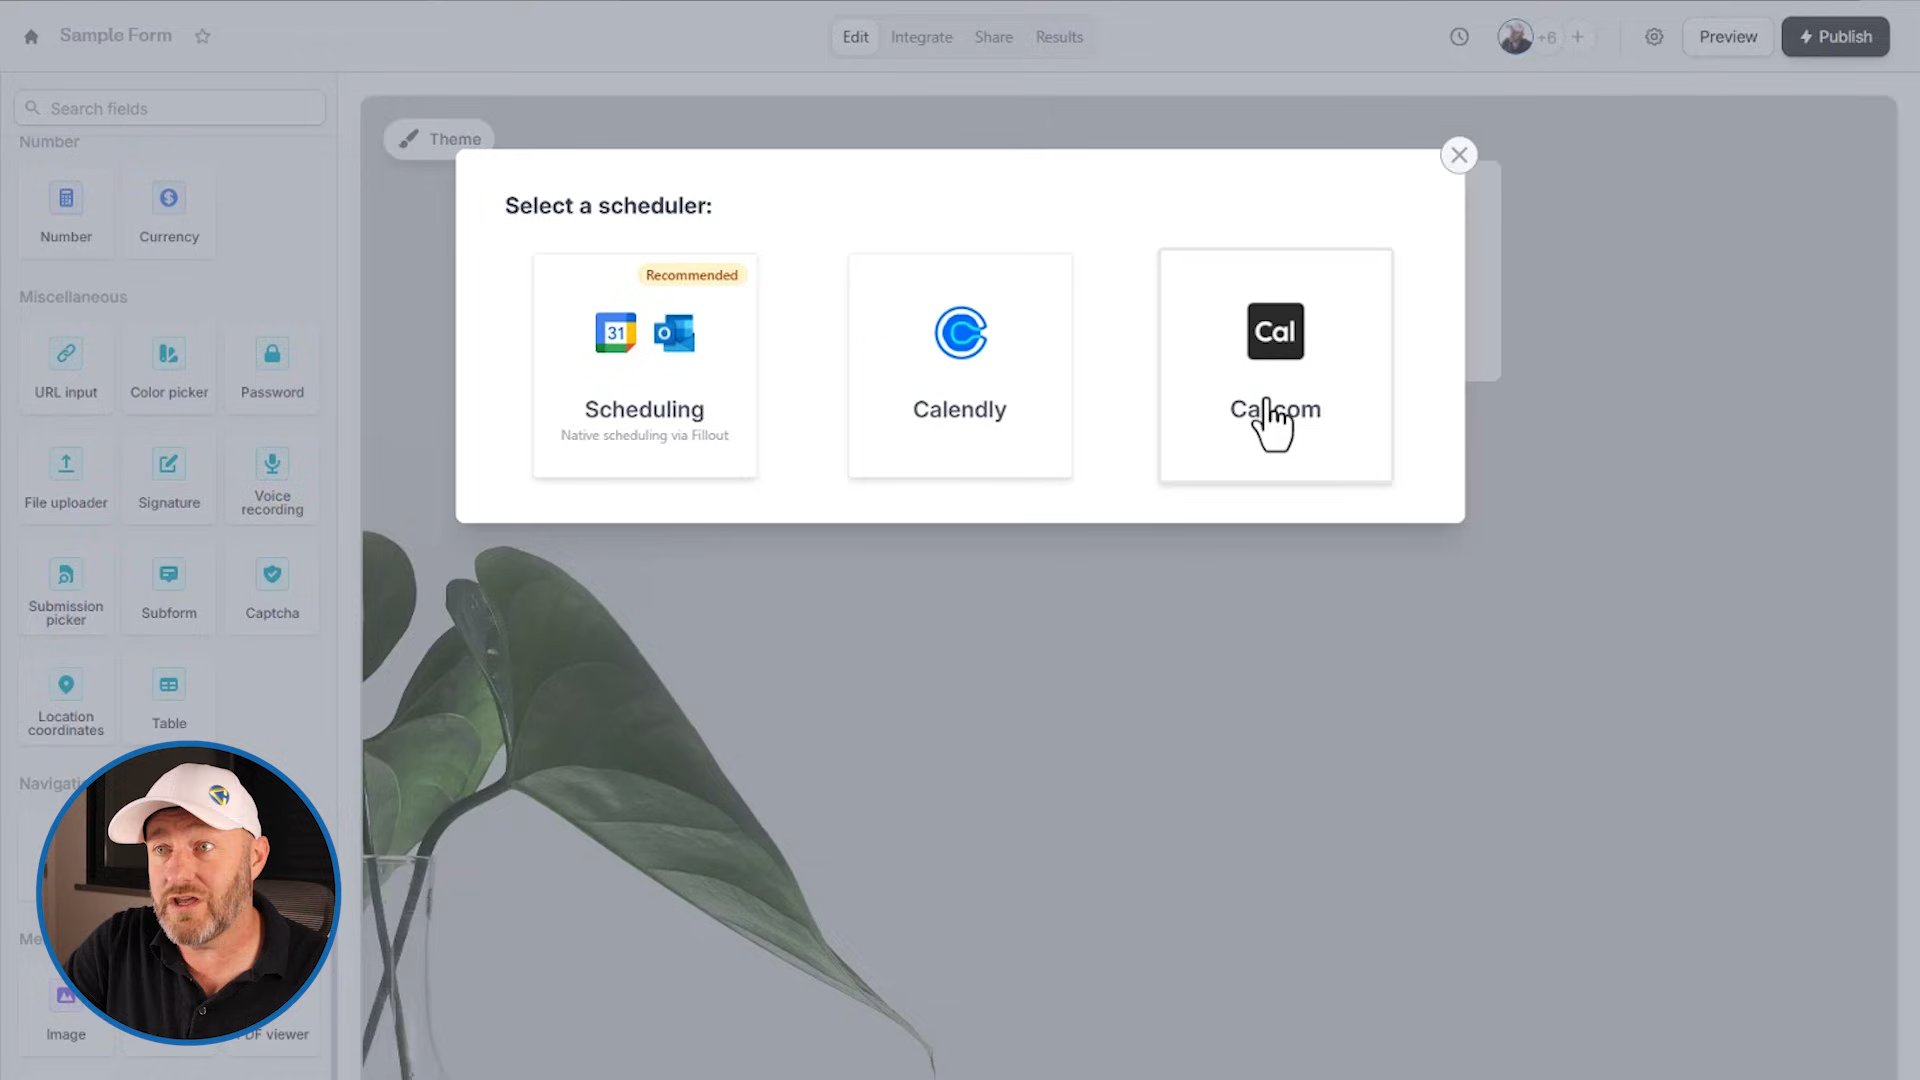 Sample Form
Edit
Integrate
Share
Results
+6
Preview
Publish
Search fields
Number
Number
Currency
Miscellaneous
URL input
Color picker
Password
File uploader
Signature
Voice
recording
Submission
picker
Subform
Captcha
Location
coordinates
Table
Navigati
Me
Image
DF viewer
Theme
Select a scheduler:
Recommended
31
Scheduling
Native scheduling via Fillout
Calendly
Cal
Cal.com